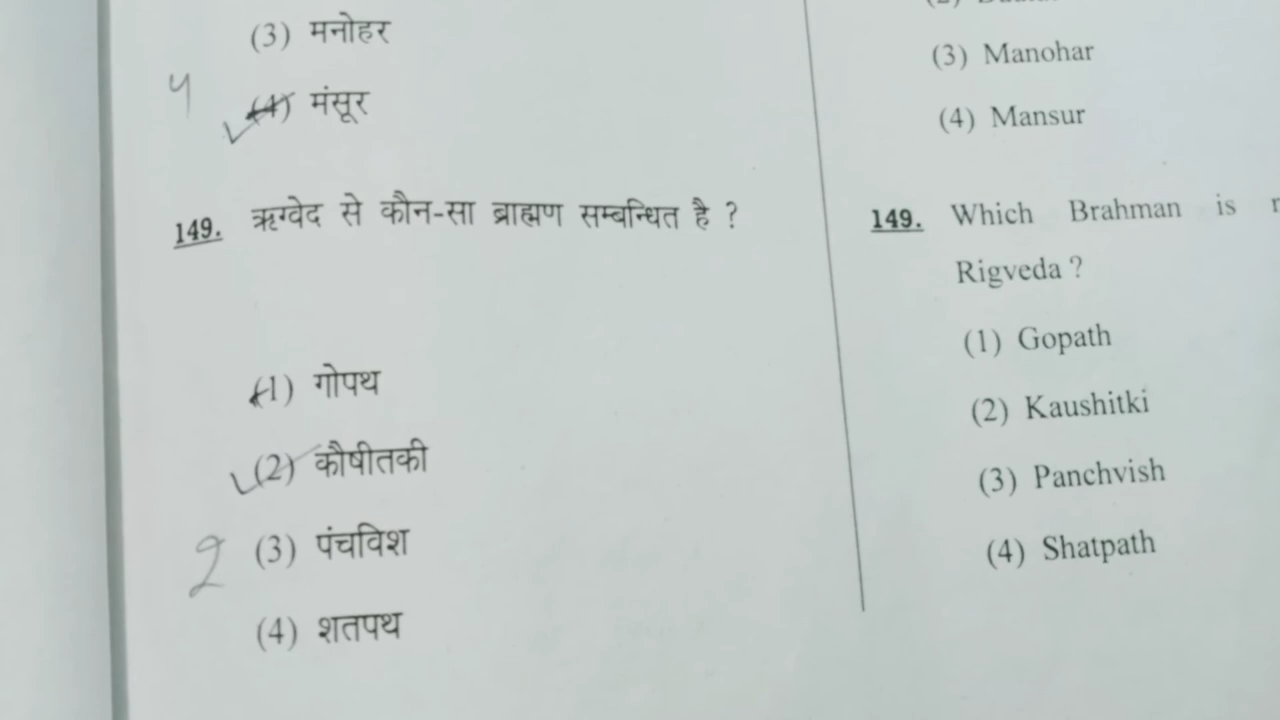 (3) मनोहर
4
(4) मंसूर
149. ऋग्वेद से कौन-सा ब्राह्मण सम्बन्धित है ?
(1) गोपथ
(2) कौषीतकी
2
(3) पंचविश
(4) शतपथ
(3) Manohar
(4) Mansur
149. Which Brahman is
Rigveda ?
(1) Gopath
(2) Kaushitki
(3) Panchvish
(4) Shatpath